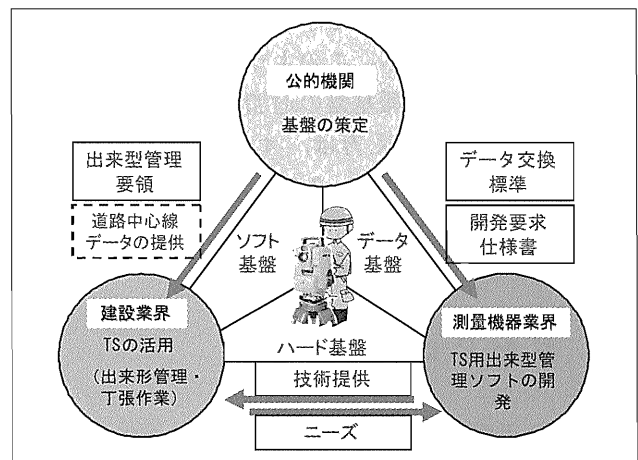 公的機関
基盤の策定
出来型管理
要領
道路中心線
データの提供
データ交換
標準
開発要求
仕様書
ソフト
基盤
データ
基盤
ハード基盤
建設業界
TSの活用
(出来形管理・
丁張作業)
測量機器業界
TS用出来型管
理ソフトの開
発
技術提供
ニーズ